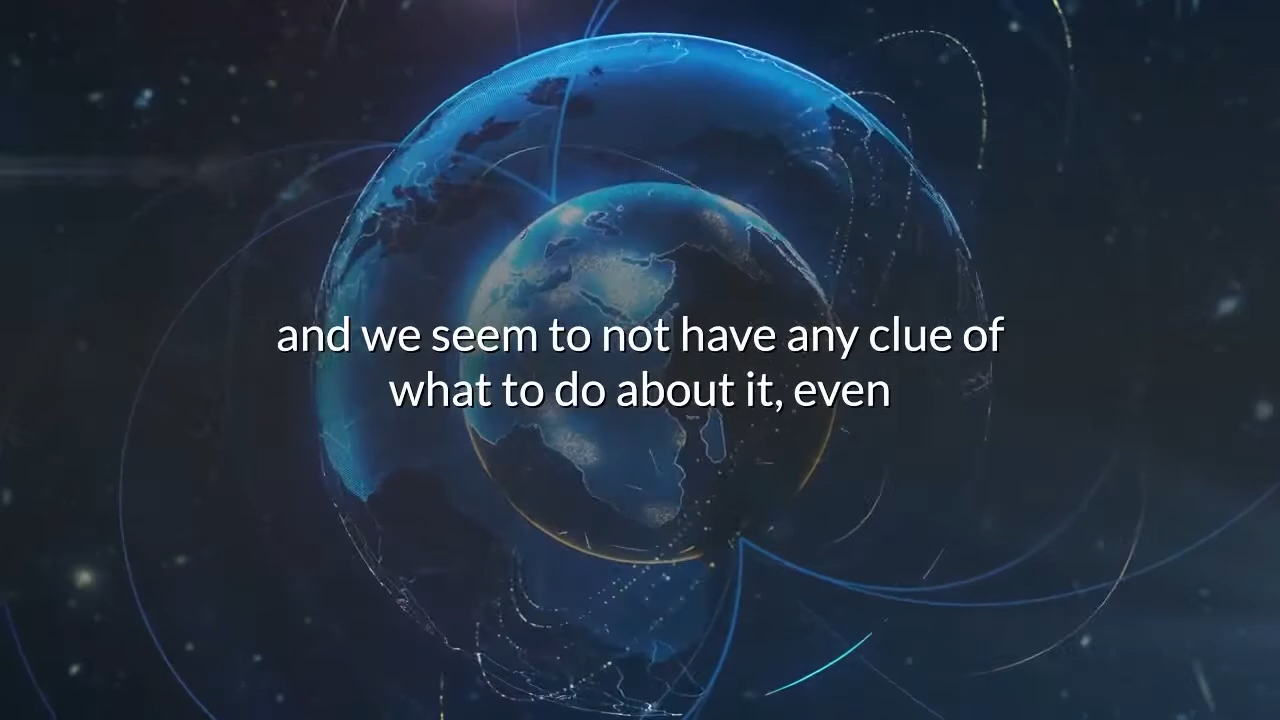 and we seem to not have any clue of
what to do about it, even